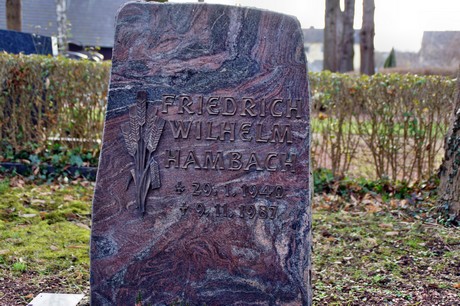 FRIEDRICH
WILHELM
HAMBACH
* 29.1.1940
✝ 9.11.1987